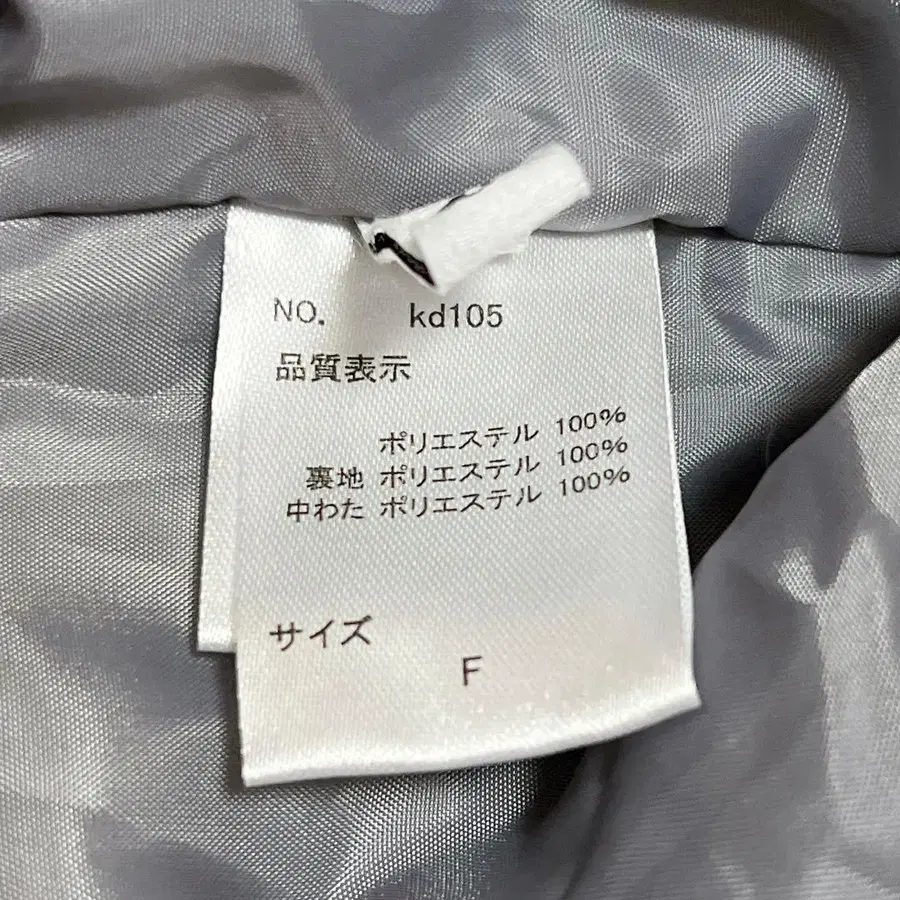 NO. kd105
品質表示
ポリエステル 100%
裏地 ポリエステル 100%
中わた ポリエステル 100%
サイズ
F